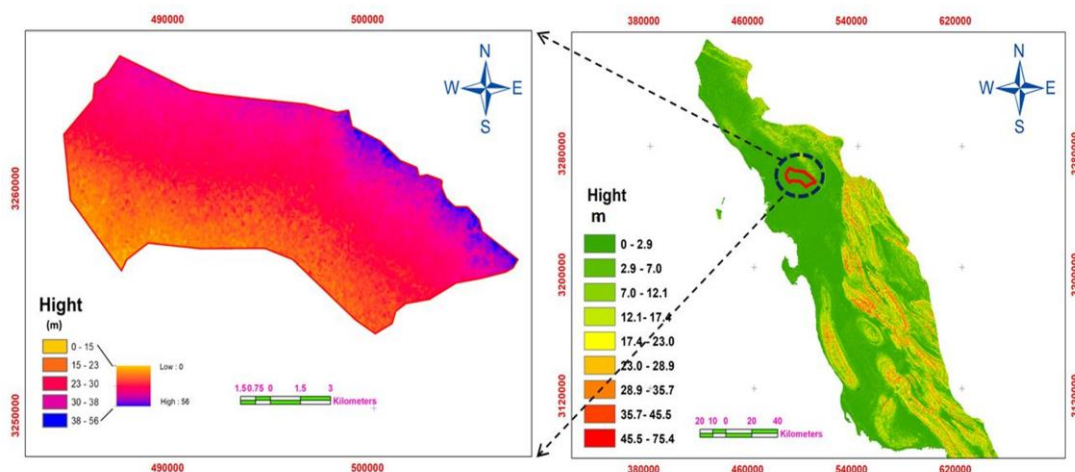 490000
500000
N
W
E
S
3260000
3250000
Hight
(m)
0 - 15
15 - 23
23 - 30
30 - 38
38 - 56
Low : 0
High : 56
1.50.75 0 1.5 3
Kilometers
490000
500000
380000
460000
540000
620000
N
W
E
S
3280000
3200000
3120000
3280000
3200000
3120000
Hight
m
0 - 2.9
2.9 - 7.0
7.0 - 12.1
12.1- 17.4
17.4- 23.0
23.0 - 28.9
28.9 - 35.7
35.7 - 45.5
45.5 - 75.4
20 10 0 20 40
Kilometers
380000
460000
540000
620000